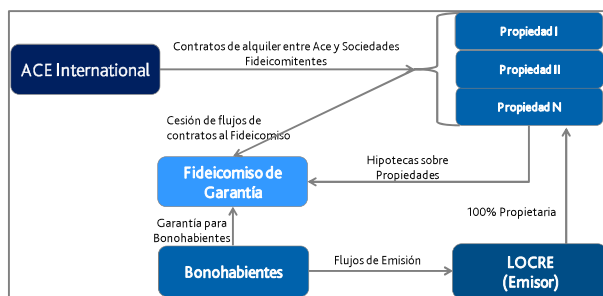 Contratos de alquiler entre Ace y Sociedades
Fideicomitentes
ACE International
Propiedad I
Propiedad II
Propiedad N
Cesión de flujos de
contratos al Fideicomiso
Fideicomiso de
Garantía
Hipotecas sobre
Propiedades
100% Propietaria
Garantía para
Bonohabientes
Bonohabientes
Flujos de Emisión
LOCRE
(Emisor)